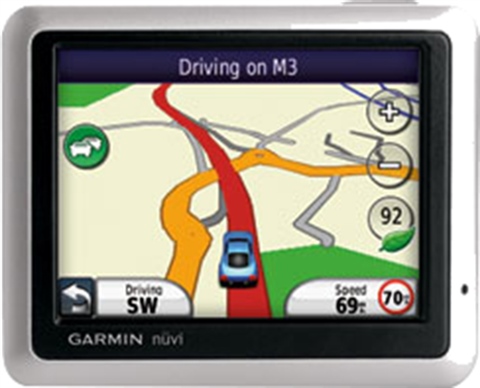 Driving on M3
+
−
92
Driving
SW
Speed
69
70
GARMIN nüvi